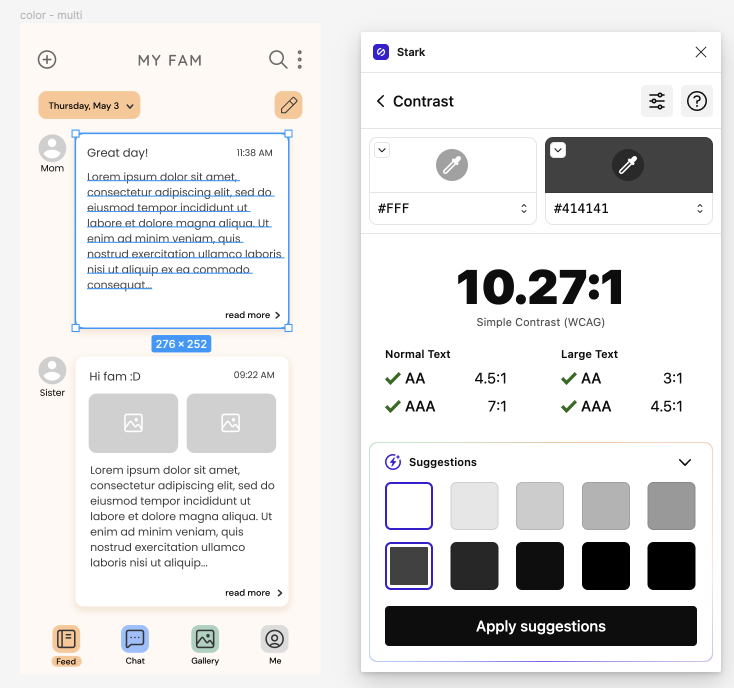 color - multi
MY FAM
Thursday, May 3
Mom
Great day!
11:38 AM
Lorem ipsum dolor sit amet,
consectetur adipiscing elit, sed do
eiusmod tempor incididunt ut
labore et dolore magna aliqua. Ut
enim ad minim veniam, quis
nostrud exercitation ullamco laboris
nisi ut aliquip ex ea commodo
consequat...
read more
276 × 252
Sister
Hi fam :D
09:22 AM
Lorem ipsum dolor sit amet,
consectetur adipiscing elit, sed do
eiusmod tempor incididunt ut
labore et dolore magna aliqua. Ut
enim ad minim veniam, quis
nostrud exercitation ullamco
laboris nisi ut aliquip...
read more
Feed
Chat
Gallery
Me
Stark
Contrast
#FFF
#414141
10.27:1
Simple Contrast (WCAG)
Normal Text
Large Text
AA 4.5:1
AA 3:1
AAA 7:1
AAA 4.5:1
Suggestions
Apply suggestions